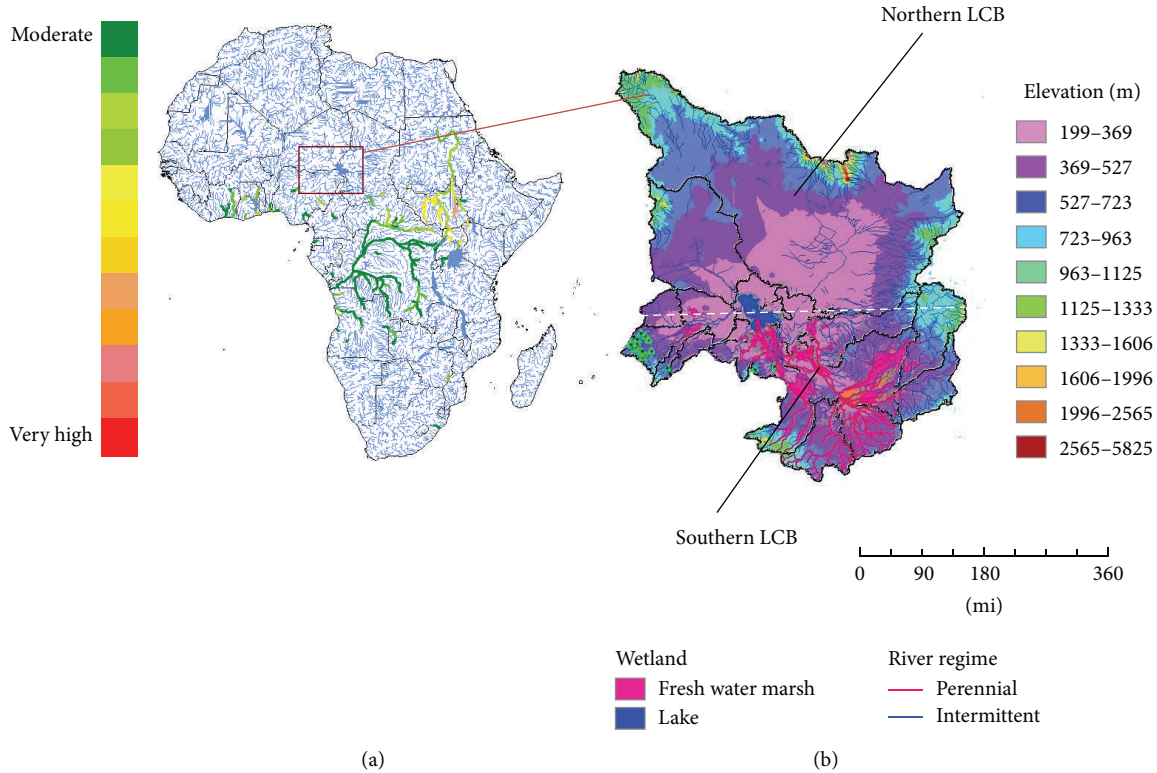 Moderate
Very high
Northern LCB
Southern LCB
Elevation (m)
199–369
369–527
527–723
723–963
963–1125
1125–1333
1333–1606
1606–1996
1996–2565
2565–5825
0 90 180 360
(mi)
Wetland
Fresh water marsh
Lake
River regime
Perennial
Intermittent
(a)
(b)